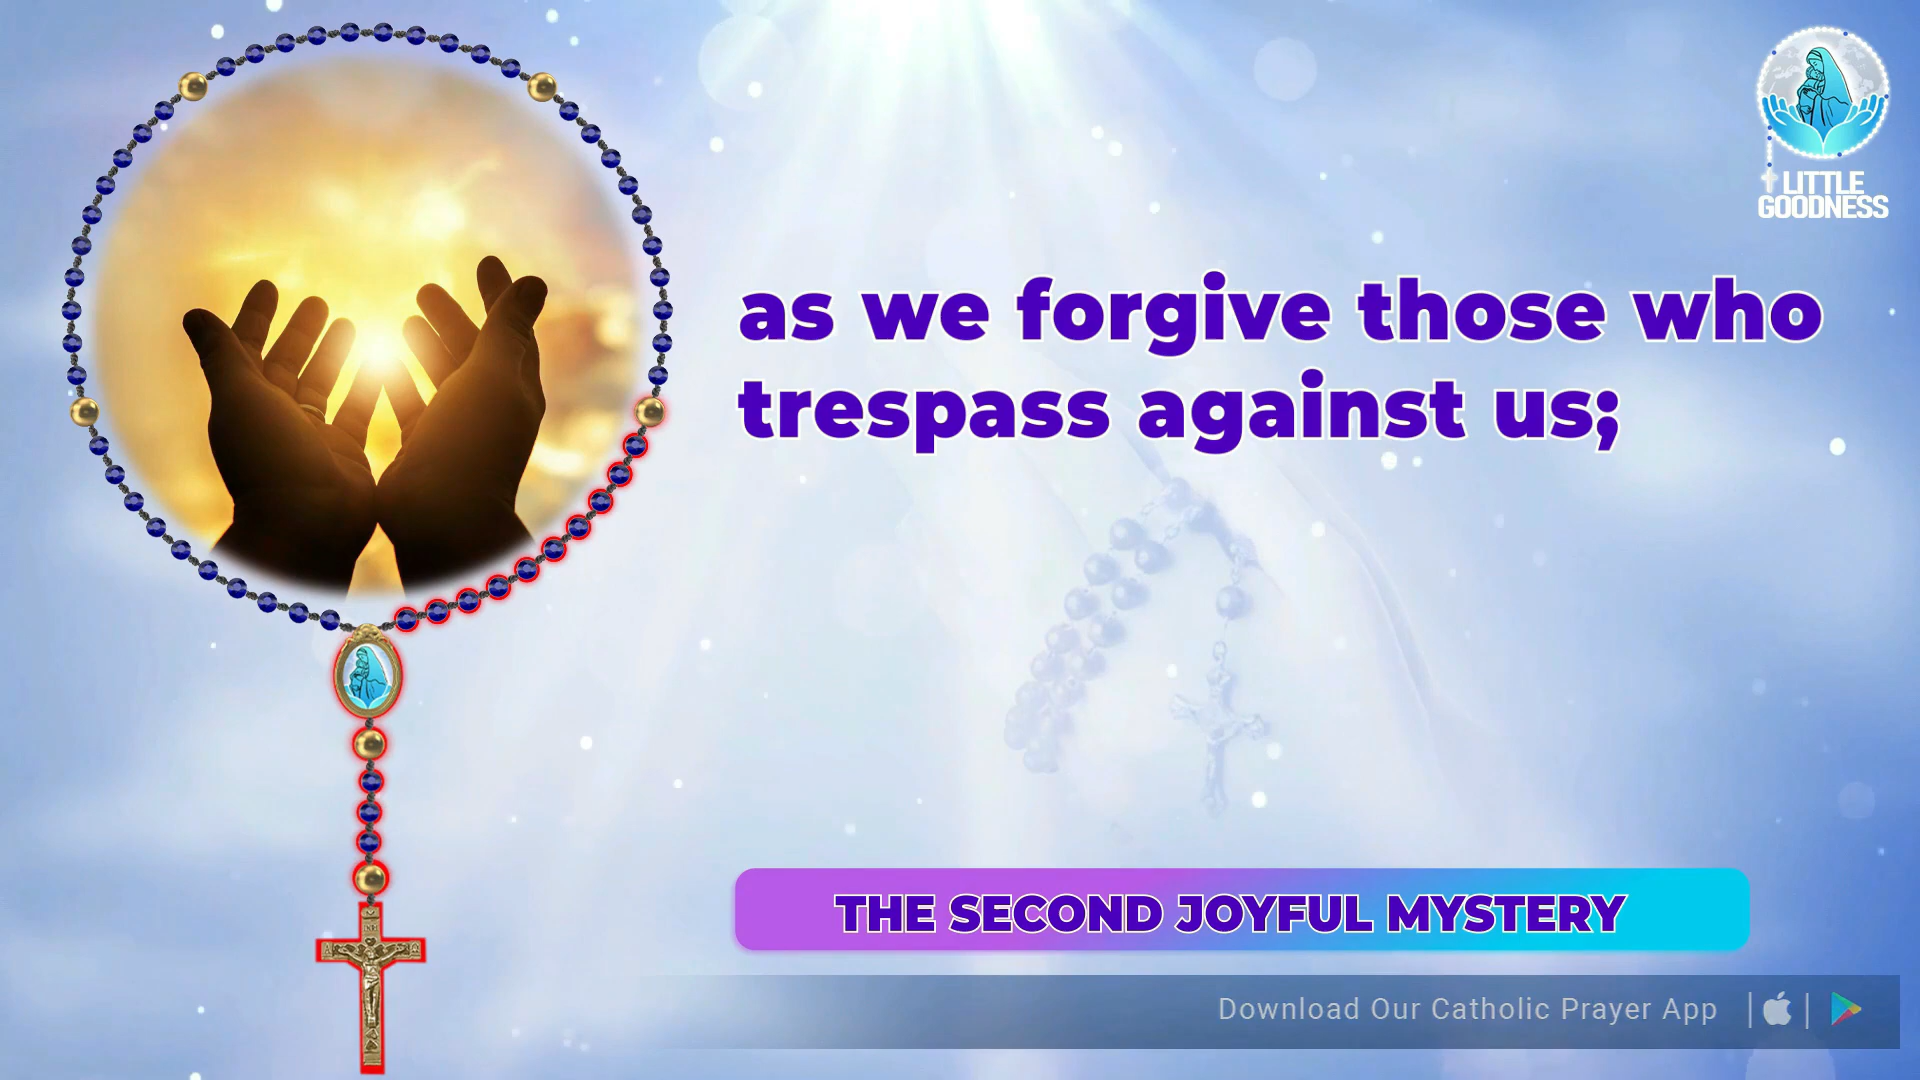 LITTLE
GOODNESS
as we forgive those who
trespass against us;
THE SECOND JOYFUL MYSTERY
Download Our Catholic Prayer App